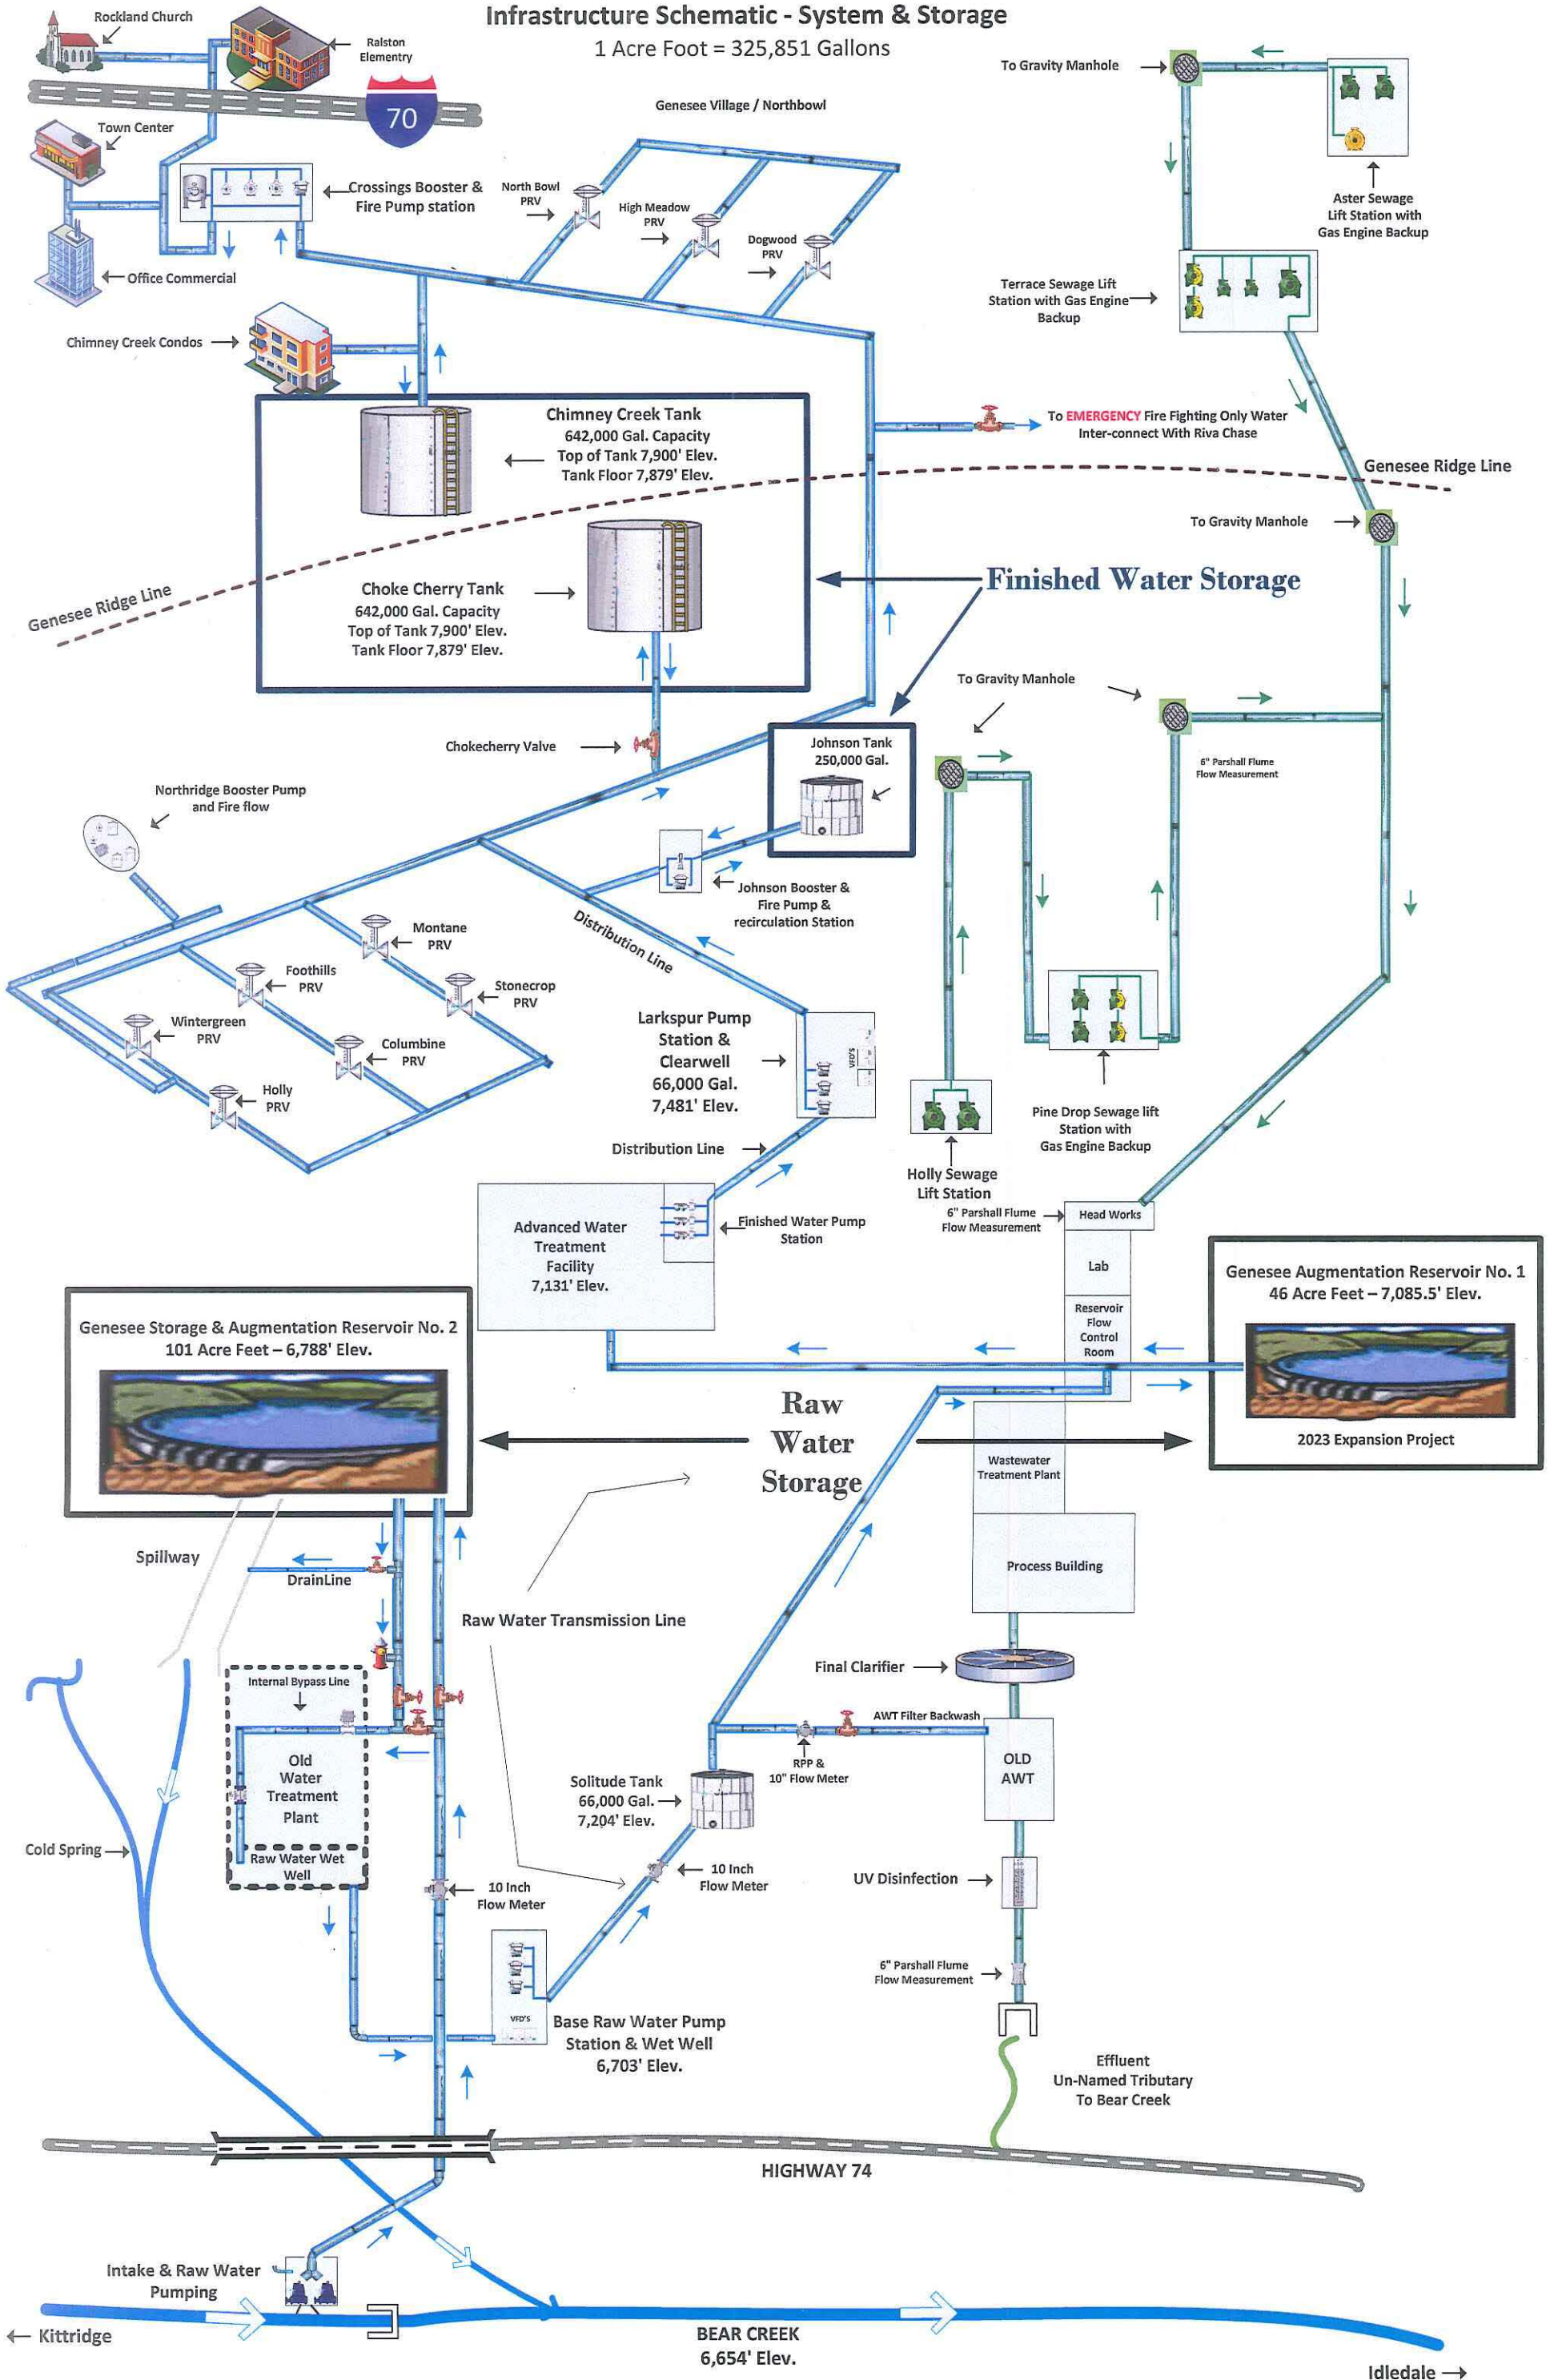 Infrastructure Schematic - System & Storage
1 Acre Foot = 325,851 Gallons
Rockland Church
Ralston
Elementry
70
Town Center
Crossings Booster &
Fire Pump station
Office Commercial
Chimney Creek Condos
Genesee Village / Northbowl
North Bowl
PRV
High Meadow
PRV
Dogwood
PRV
To Gravity Manhole
Aster Sewage
Lift Station with
Gas Engine Backup
Terrace Sewage Lift
Station with Gas Engine
Backup
Chimney Creek Tank
642,000 Gal. Capacity
Top of Tank 7,900' Elev.
Tank Floor 7,879' Elev.
To EMERGENCY Fire Fighting Only Water
Inter-connect With Riva Chase
Genesee Ridge Line
To Gravity Manhole
Genesee Ridge Line
Choke Cherry Tank
642,000 Gal. Capacity
Top of Tank 7,900' Elev.
Tank Floor 7,879' Elev.
Finished Water Storage
To Gravity Manhole
Chokecherry Valve
Johnson Tank
250,000 Gal.
6" Parshall Flume
Flow Measurement
Northridge Booster Pump
and Fire flow
Johnson Booster &
Fire Pump &
recirculation Station
Distribution Line
Montane
PRV
Foothills
PRV
Stonecrop
PRV
Wintergreen
PRV
Columbine
PRV
Holly
PRV
Larkspur Pump
Station &
Clearwell
66,000 Gal.
7,481' Elev.
VFD'S
Distribution Line
Pine Drop Sewage lift
Station with
Gas Engine Backup
Holly Sewage
Lift Station
6" Parshall Flume
Flow Measurement
Head Works
Lab
Reservoir
Flow
Control
Room
Advanced Water
Treatment
Facility
7,131' Elev.
Finished Water Pump
Station
Genesee Augmentation Reservoir No. 1
46 Acre Feet – 7,085.5' Elev.
2023 Expansion Project
Genesee Storage & Augmentation Reservoir No. 2
101 Acre Feet – 6,788' Elev.
Raw
Water
Storage
Wastewater
Treatment Plant
Process Building
Spillway
DrainLine
Raw Water Transmission Line
Final Clarifier
Internal Bypass Line
Old
Water
Treatment
Plant
Raw Water Wet
Well
AWT Filter Backwash
RPP &
10" Flow Meter
OLD
AWT
Solitude Tank
66,000 Gal.
7,204' Elev.
Cold Spring
10 Inch
Flow Meter
10 Inch
Flow Meter
UV Disinfection
6" Parshall Flume
Flow Measurement
VFD'S
Base Raw Water Pump
Station & Wet Well
6,703' Elev.
Effluent
Un-Named Tributary
To Bear Creek
HIGHWAY 74
Intake & Raw Water
Pumping
Kittridge
BEAR CREEK
6,654' Elev.
Idledale